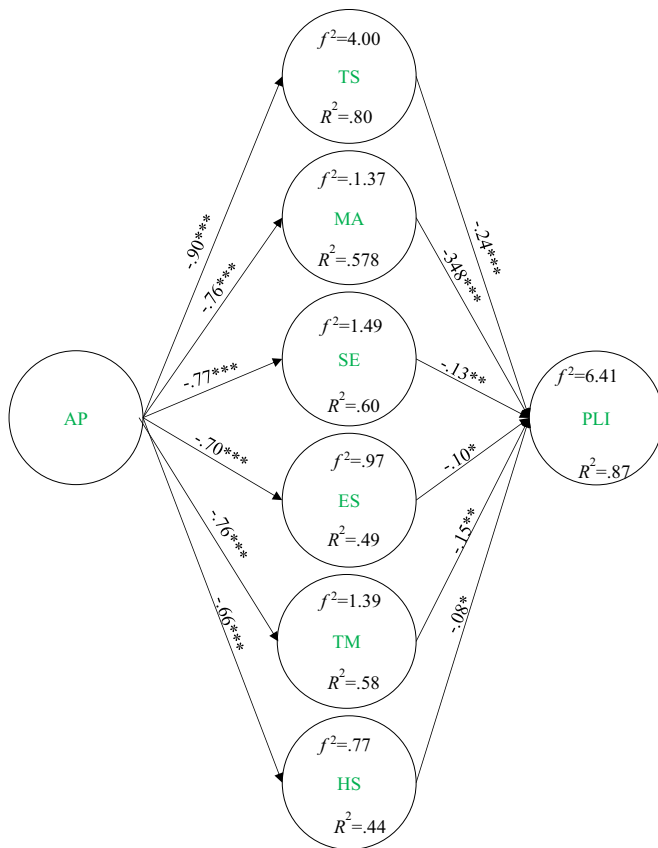 f²=4.00
TS
R²=.80
f²=.1.37
MA
R²=.578
f²=1.49
SE
R²=.60
f²=.97
ES
R²=.49
f²=1.39
TM
R²=.58
f²=.77
HS
R²=.44
AP
f²=6.41
PLI
R²=.87
-.90***
-.76***
-.77***
-.70***
-.76***
-.66***
-.24***
-348***
-.13**
-.10*
-.15**
-.08*